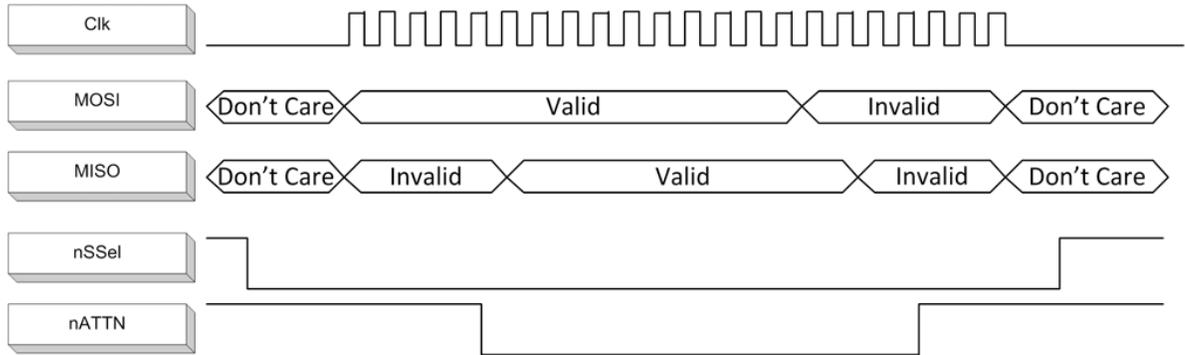 Clk
MOSI
Don't Care Valid Invalid Don't Care
MISO
Don't Care Invalid Valid Invalid Don't Care
nSSel
nATTN